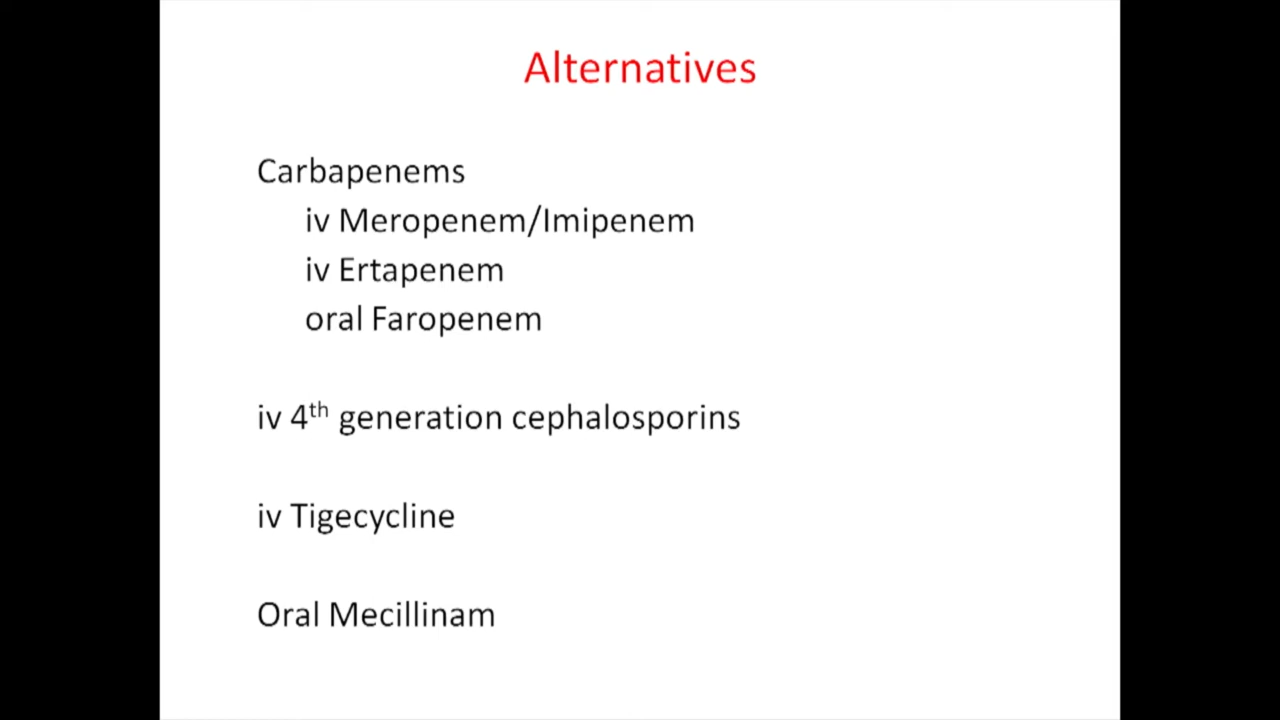 Alternatives
Carbapenems
iv Meropenem/Imipenem
iv Ertapenem
oral Faropenem
iv 4th generation cephalosporins
iv Tigecycline
Oral Mecillinam